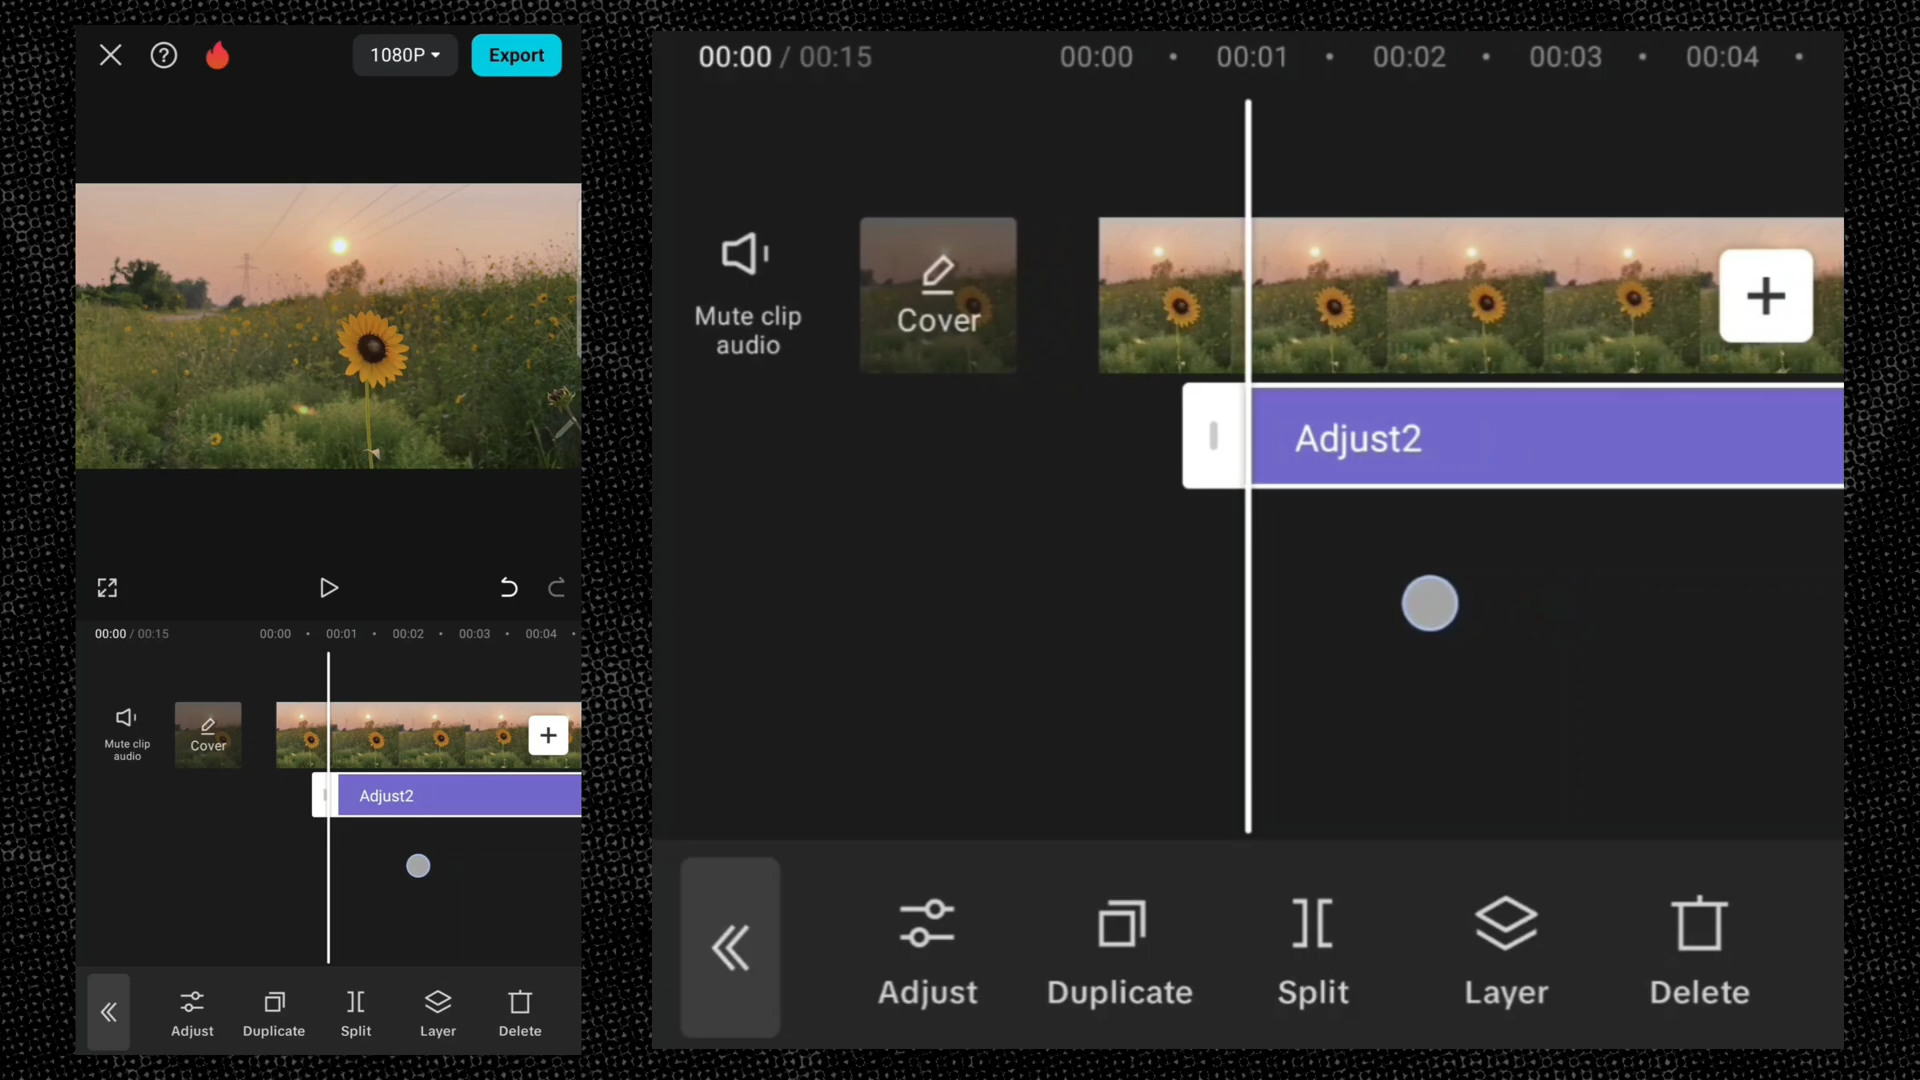 1080P
Export
00:00 / 00:15
00:00
00:01
00:02
00:03
00:04
Mute clip
audio
Cover
Adjust2
Adjust
Duplicate
Split
Layer
Delete
00:00 / 00:15
00:00
00:01
00:02
00:03
00:04
Mute clip
audio
Cover
Adjust2
Adjust
Duplicate
Split
Layer
Delete